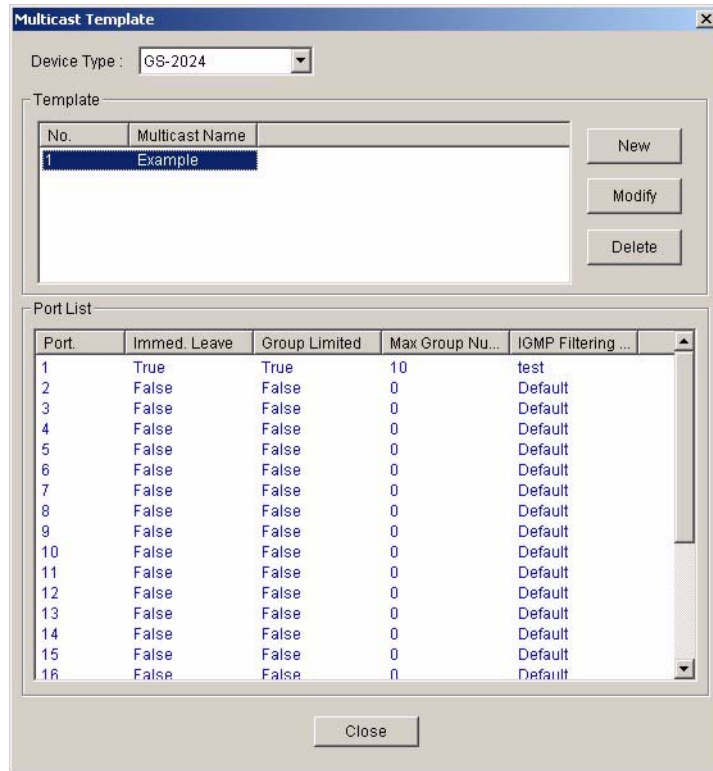 Multicast Template
Device Type : GS-2024
Template
No. Multicast Name
1 Example
New
Modify
Delete
Port List
Port. Immed. Leave Group Limited Max Group Nu... IGMP Filtering ...
1 True True 10 test
2 False False 0 Default
3 False False 0 Default
4 False False 0 Default
5 False False 0 Default
6 False False 0 Default
7 False False 0 Default
8 False False 0 Default
9 False False 0 Default
10 False False 0 Default
11 False False 0 Default
12 False False 0 Default
13 False False 0 Default
14 False False 0 Default
15 False False 0 Default
16 False False 0 Default
Close